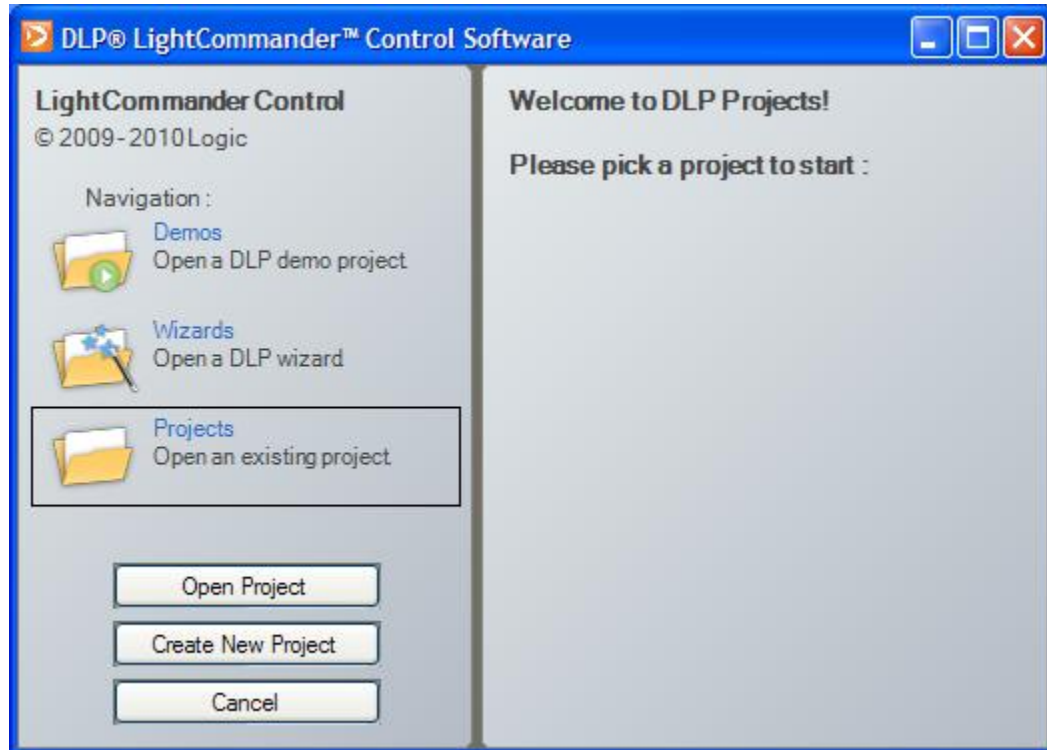 DLP® LightCommander™ Control Software
LightCommander Control
© 2009-2010 Logic
Navigation :
Demos
Open a DLP demo project
Wizards
Open a DLP wizard
Projects
Open an existing project
Open Project
Create New Project
Cancel
Welcome to DLP Projects!
Please pick a project to start :